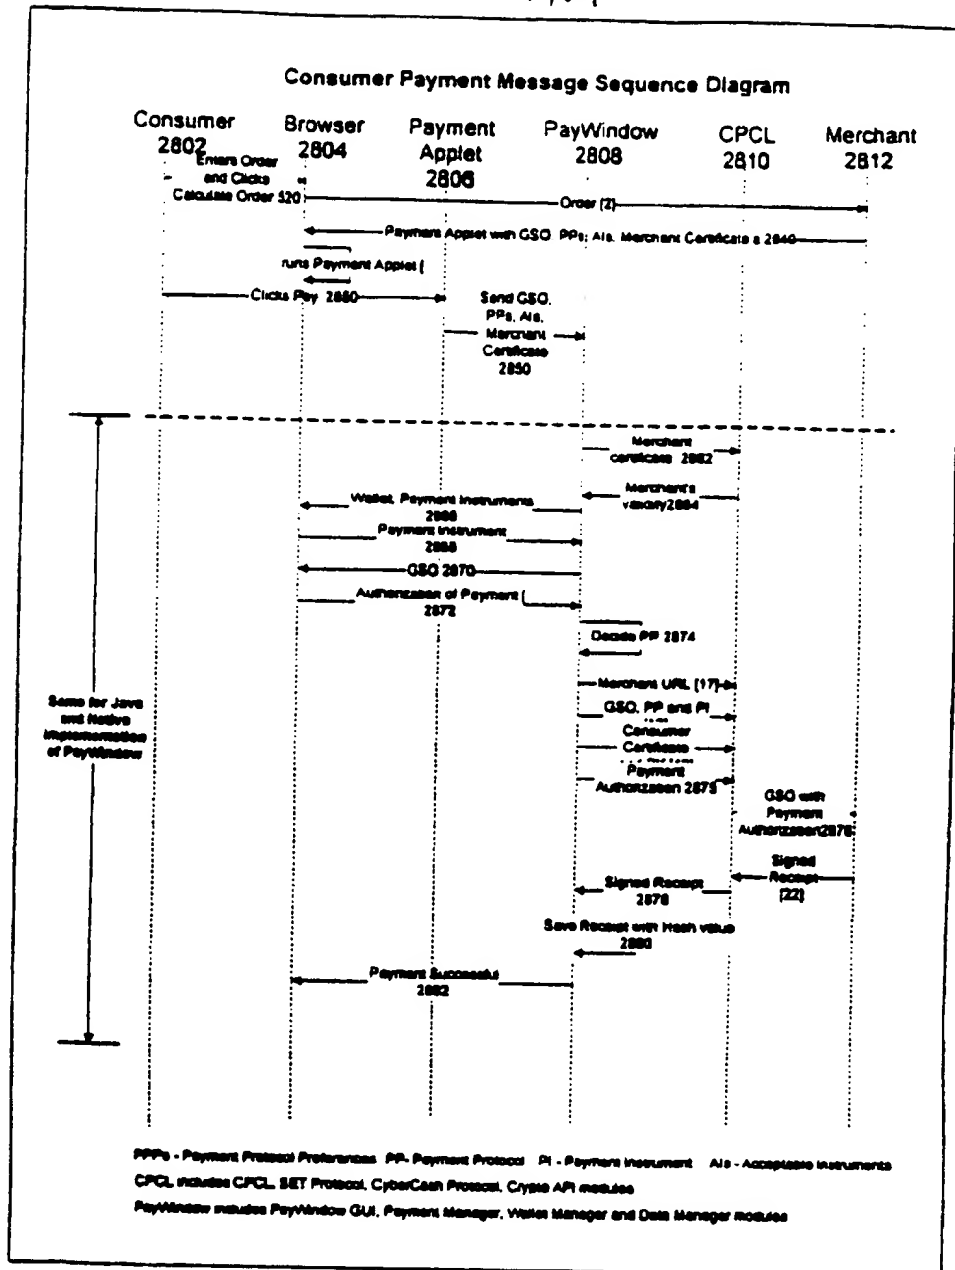 Consumer Payment Message Sequence Diagram
Consumer
2802
Browser
2804
Payment
Applet
2806
PayWindow
2808
CPCL
2810
Merchant
2812
Enters Order
and Clicks
Calculate Order 520
Order [2]
Payment Applet with GSO, PPs, AIs, Merchant Certificate s 2840
runs Payment Applet [
Clicks Pay 2860
Send GSO,
PPs, AIs,
Merchant
Certificate
2850
Merchant
certificate 2862
Merchant's
validity 2864
Wallet, Payment Instruments
2866
Payment Instrument
2868
GSO 2870
Authorization of Payment [
2872
Decide PP 2874
Merchant URL [17]
GSO, PP and PI
Consumer
Certificate
Payment
Authorization 2875
GSO with
Payment
Authorization2876
Signed
Receipt
[22]
Signed Receipt
2878
Save Receipt with Hash value
2880
Payment Successful
2882
Same for Java
and Native
Implementation
of PayWindow
PPPs - Payment Protocol Preferences PP- Payment Protocol PI - Payment Instrument AIs - Acceptable Instruments
CPCL includes CPCL, SET Protocol, CyberCash Protocol, Crypto API modules
PayWindow includes PayWindow GUI, Payment Manager, Wallet Manager and Data Manager modules